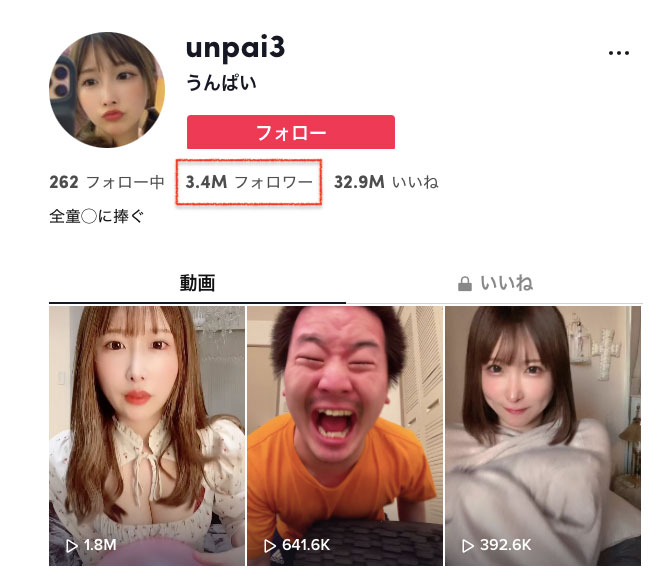 unpai3
うんぱい
フォロー
262 フォロー中 3.4M フォロワー 32.9M いいね
全童◯に捧ぐ
動画 いいね
1.8M 641.6K 392.6K